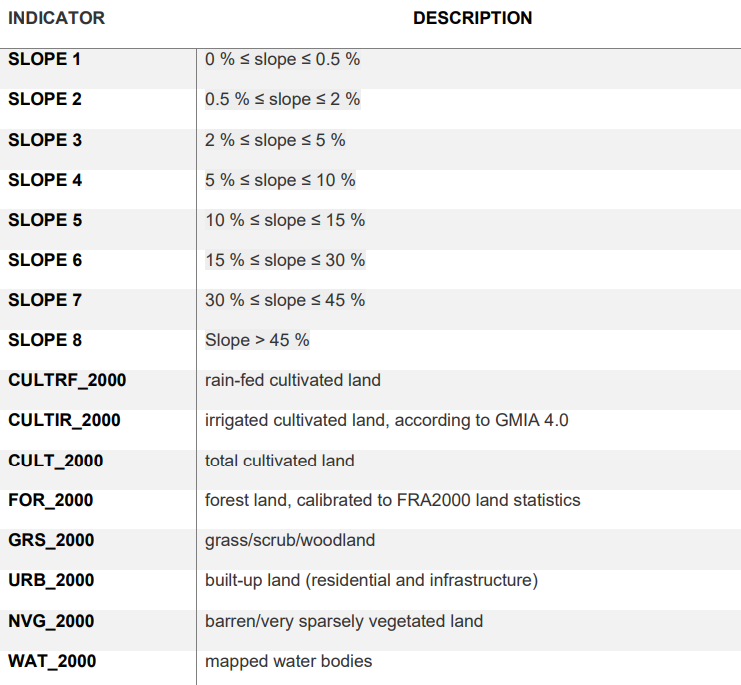 INDICATOR DESCRIPTION
SLOPE 1 0 % ≤ slope ≤ 0.5 %
SLOPE 2 0.5 % ≤ slope ≤ 2 %
SLOPE 3 2 % ≤ slope ≤ 5 %
SLOPE 4 5 % ≤ slope ≤ 10 %
SLOPE 5 10 % ≤ slope ≤ 15 %
SLOPE 6 15 % ≤ slope ≤ 30 %
SLOPE 7 30 % ≤ slope ≤ 45 %
SLOPE 8 Slope > 45 %
CULTRF_2000 rain-fed cultivated land
CULTIR_2000 irrigated cultivated land, according to GMIA 4.0
CULT_2000 total cultivated land
FOR_2000 forest land, calibrated to FRA2000 land statistics
GRS_2000 grass/scrub/woodland
URB_2000 built-up land (residential and infrastructure)
NVG_2000 barren/very sparsely vegetated land
WAT_2000 mapped water bodies